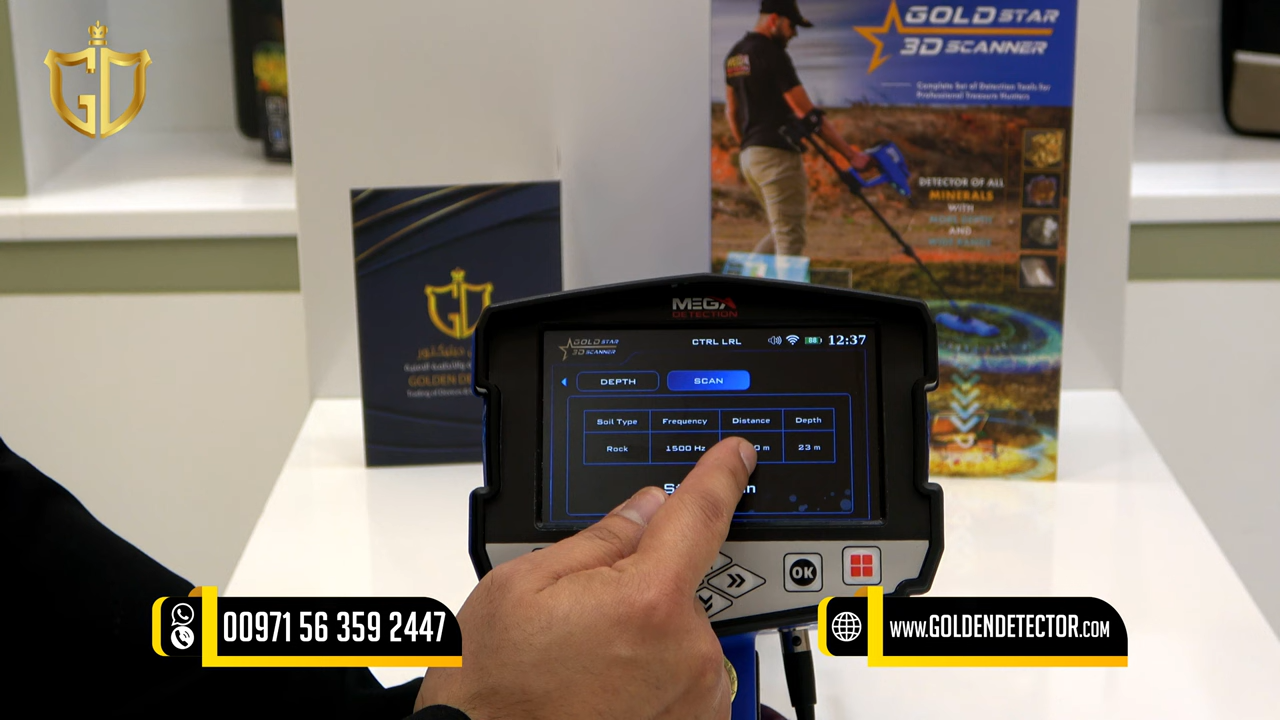 GD
GOLD STAR
3D SCANNER
Complete Set of Detection Tools for
Professional Treasure Hunters
DETECTOR OF ALL
MINERALS
WITH
AND
GD
GOLDEN DE
MEGA
DETECTION
GOLD STAR
3D SCANNER
CTRL LRL
12:37
DEPTH
SCAN
Soil Type
Frequency
Distance
Depth
Rock
1500 Hz
m
23 m
OK
00971 56 359 2447
WWW.GOLDENDETECTOR.COM